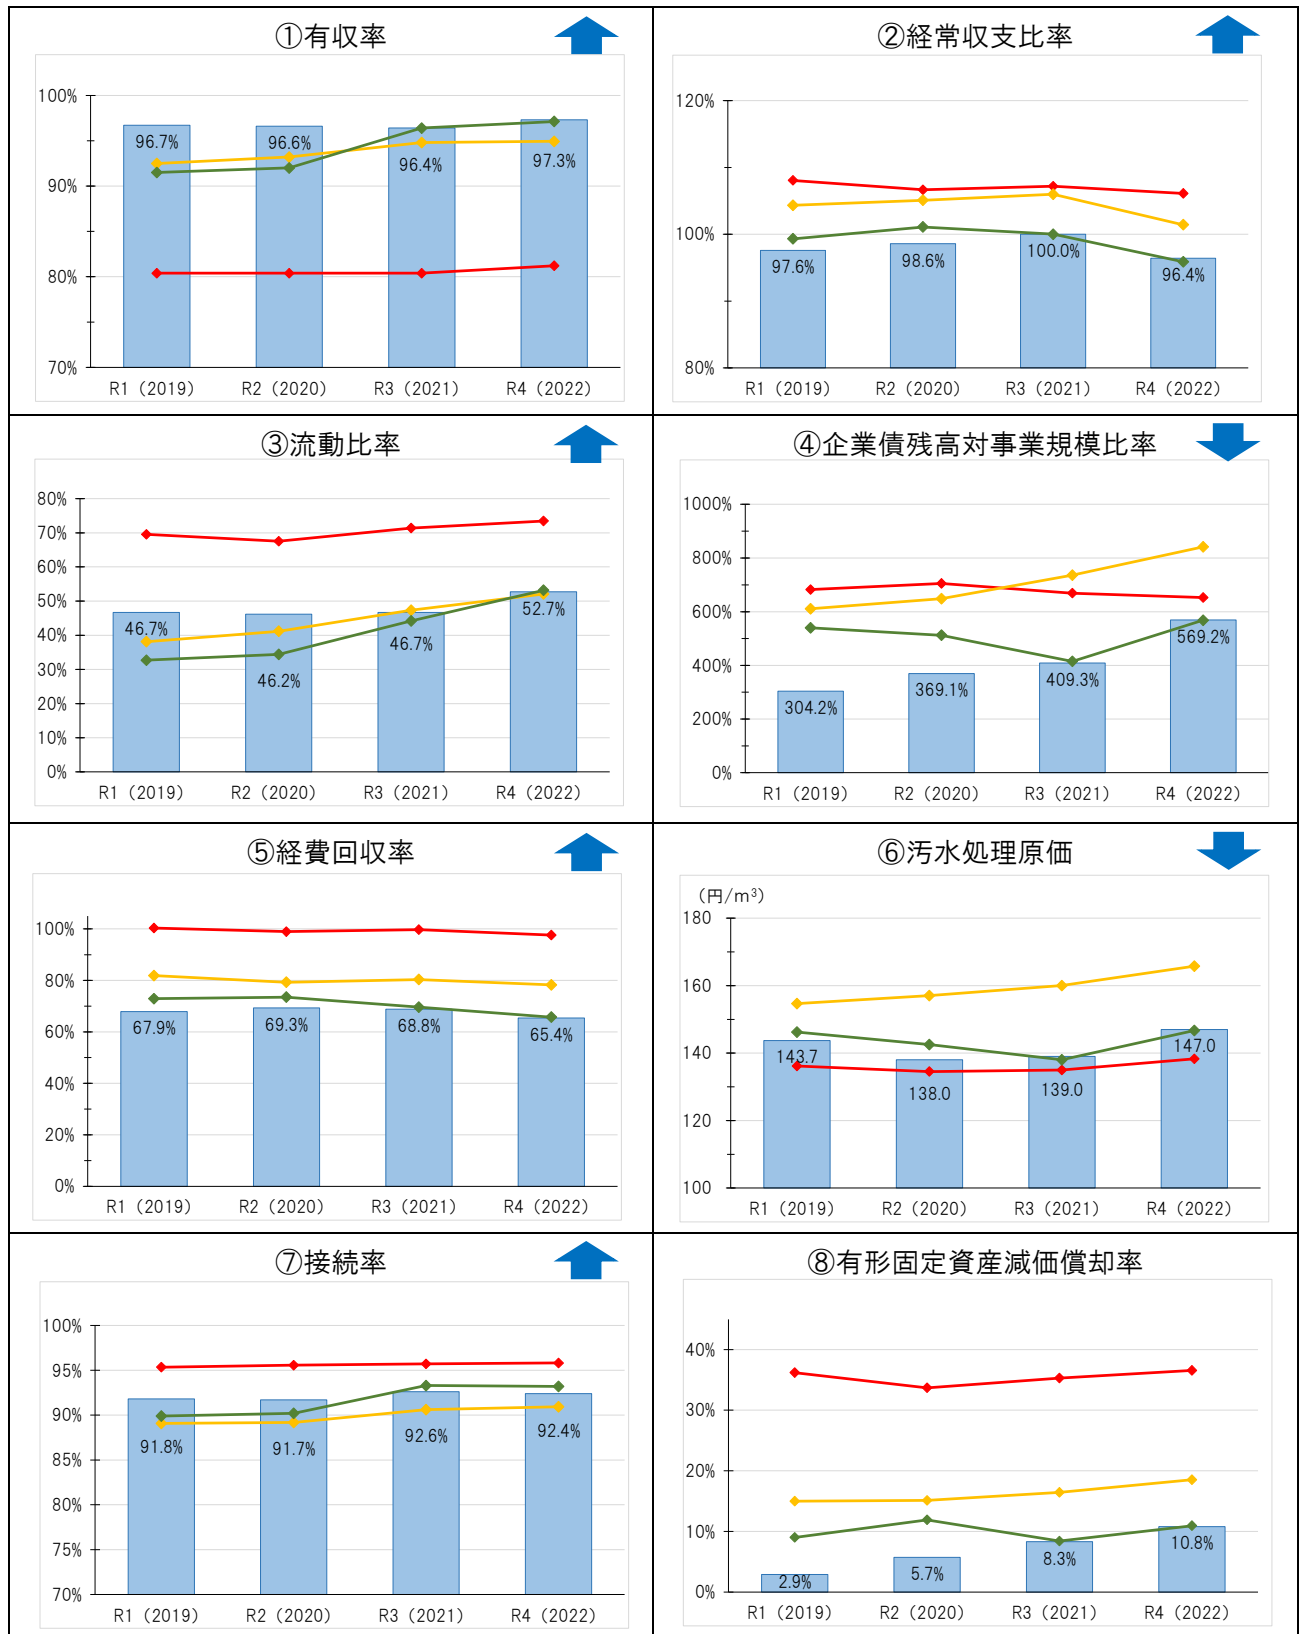 ①有収率
100%
90%
80%
70%
96.7%
96.6%
96.4%
97.3%
R1 (2019)
R2 (2020)
R3 (2021)
R4 (2022)
②経常収支比率
120%
100%
80%
97.6%
98.6%
100.0%
96.4%
R1 (2019)
R2 (2020)
R3 (2021)
R4 (2022)
③流動比率
80%
70%
60%
50%
40%
30%
20%
10%
0%
46.7%
46.2%
46.7%
52.7%
R1 (2019)
R2 (2020)
R3 (2021)
R4 (2022)
④企業債残高対事業規模比率
1000%
800%
600%
400%
200%
0%
304.2%
369.1%
409.3%
569.2%
R1 (2019)
R2 (2020)
R3 (2021)
R4 (2022)
⑤経費回収率
100%
80%
60%
40%
20%
0%
67.9%
69.3%
68.8%
65.4%
R1 (2019)
R2 (2020)
R3 (2021)
R4 (2022)
⑥汚水処理原価
(円/m³)
180
160
140
120
100
143.7
138.0
139.0
147.0
R1 (2019)
R2 (2020)
R3 (2021)
R4 (2022)
⑦接続率
100%
95%
90%
85%
80%
75%
70%
91.8%
91.7%
92.6%
92.4%
R1 (2019)
R2 (2020)
R3 (2021)
R4 (2022)
⑧有形固定資産減価償却率
40%
30%
20%
10%
0%
2.9%
5.7%
8.3%
10.8%
R1 (2019)
R2 (2020)
R3 (2021)
R4 (2022)